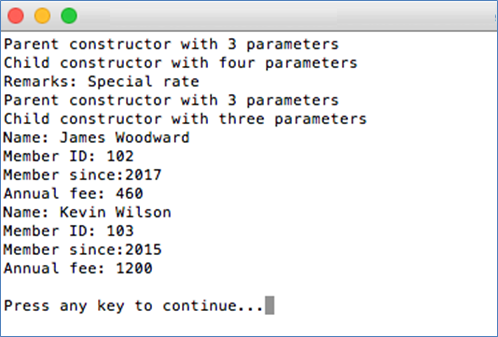 Parent constructor with 3 parameters
Child constructor with four parameters
Remarks: Special rate
Parent constructor with 3 parameters
Child constructor with three parameters
Name: James Woodward
Member ID: 102
Member since:2017
Annual fee: 460
Name: Kevin Wilson
Member ID: 103
Member since:2015
Annual fee: 1200
Press any key to continue...